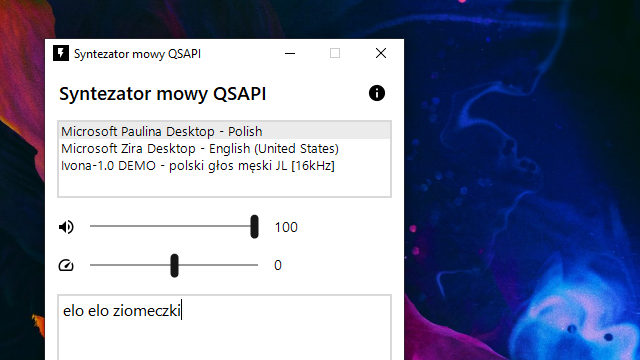 Syntezator mowy QSAPI
Syntezator mowy QSAPI
Microsoft Paulina Desktop - Polish
Microsoft Zira Desktop - English (United States)
Ivona-1.0 DEMO - polski głos męski JL [16kHz]
100
0
elo elo ziomeczki